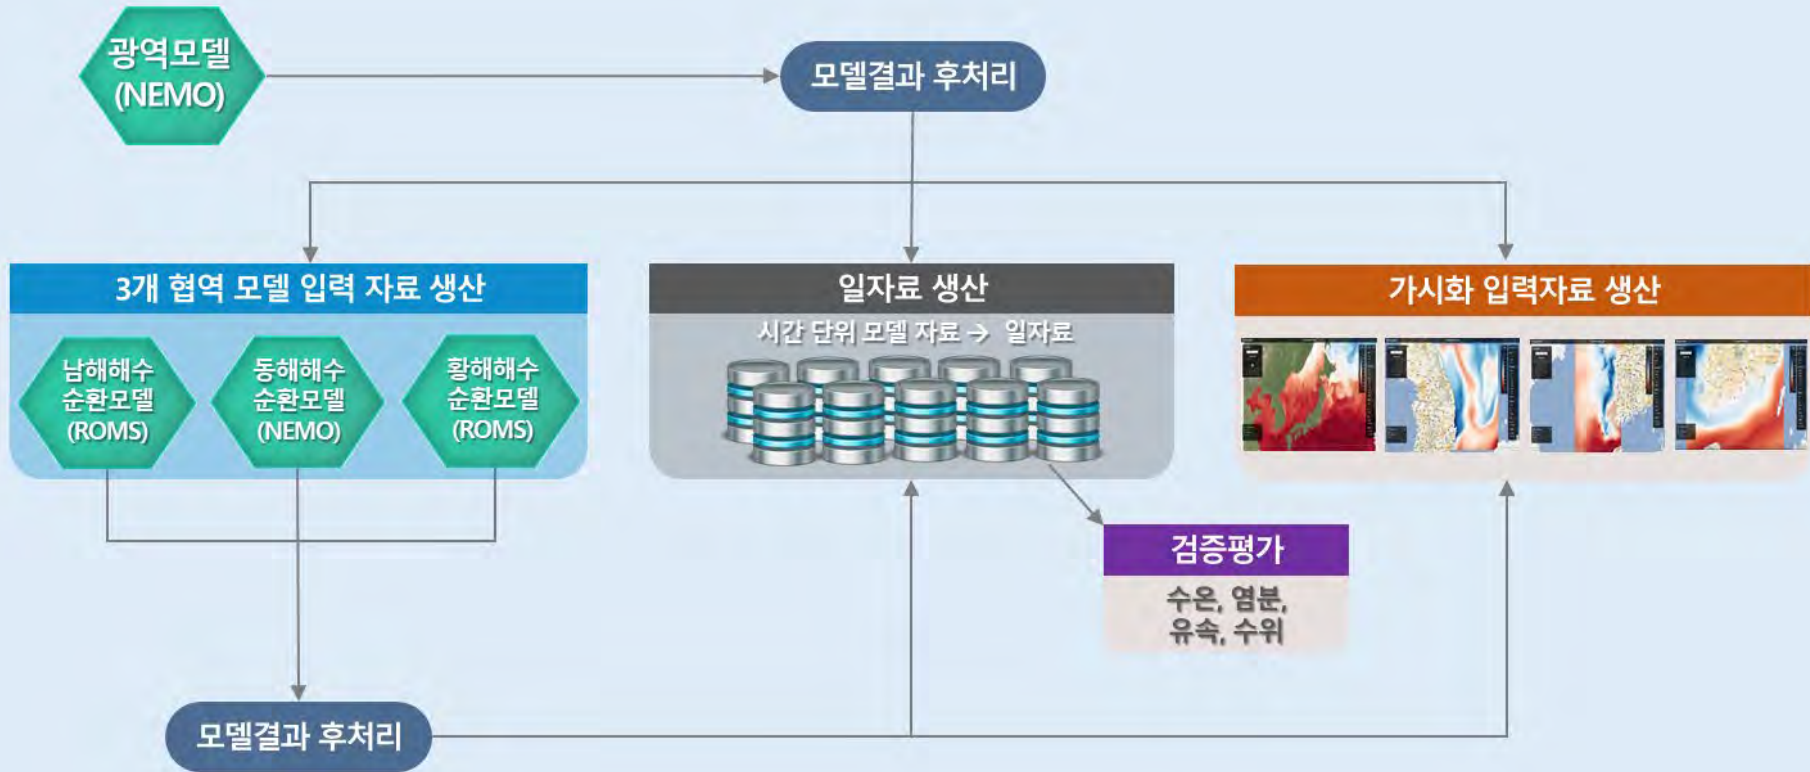 광역모델
(NEMO)
모델결과 후처리
3개 협역 모델 입력 자료 생산
남해해수
순환모델
(ROMS)
동해해수
순환모델
(NEMO)
황해해수
순환모델
(ROMS)
일자료 생산
시간 단위 모델 자료 → 일자료
가시화 입력자료 생산
검증평가
수온, 염분,
유속, 수위
모델결과 후처리